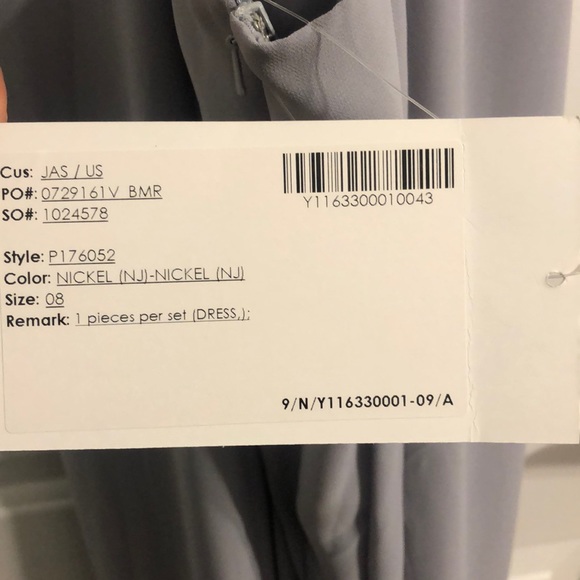 Cus: JAS / US
PO#: 0729161V BMR
SO#: 1024578
Y1163300010043
Style: P176052
Color: NICKEL (NJ)-NICKEL (NJ)
Size: 08
Remark: 1 pieces per set (DRESS,);
9/N/Y116330001-09/A